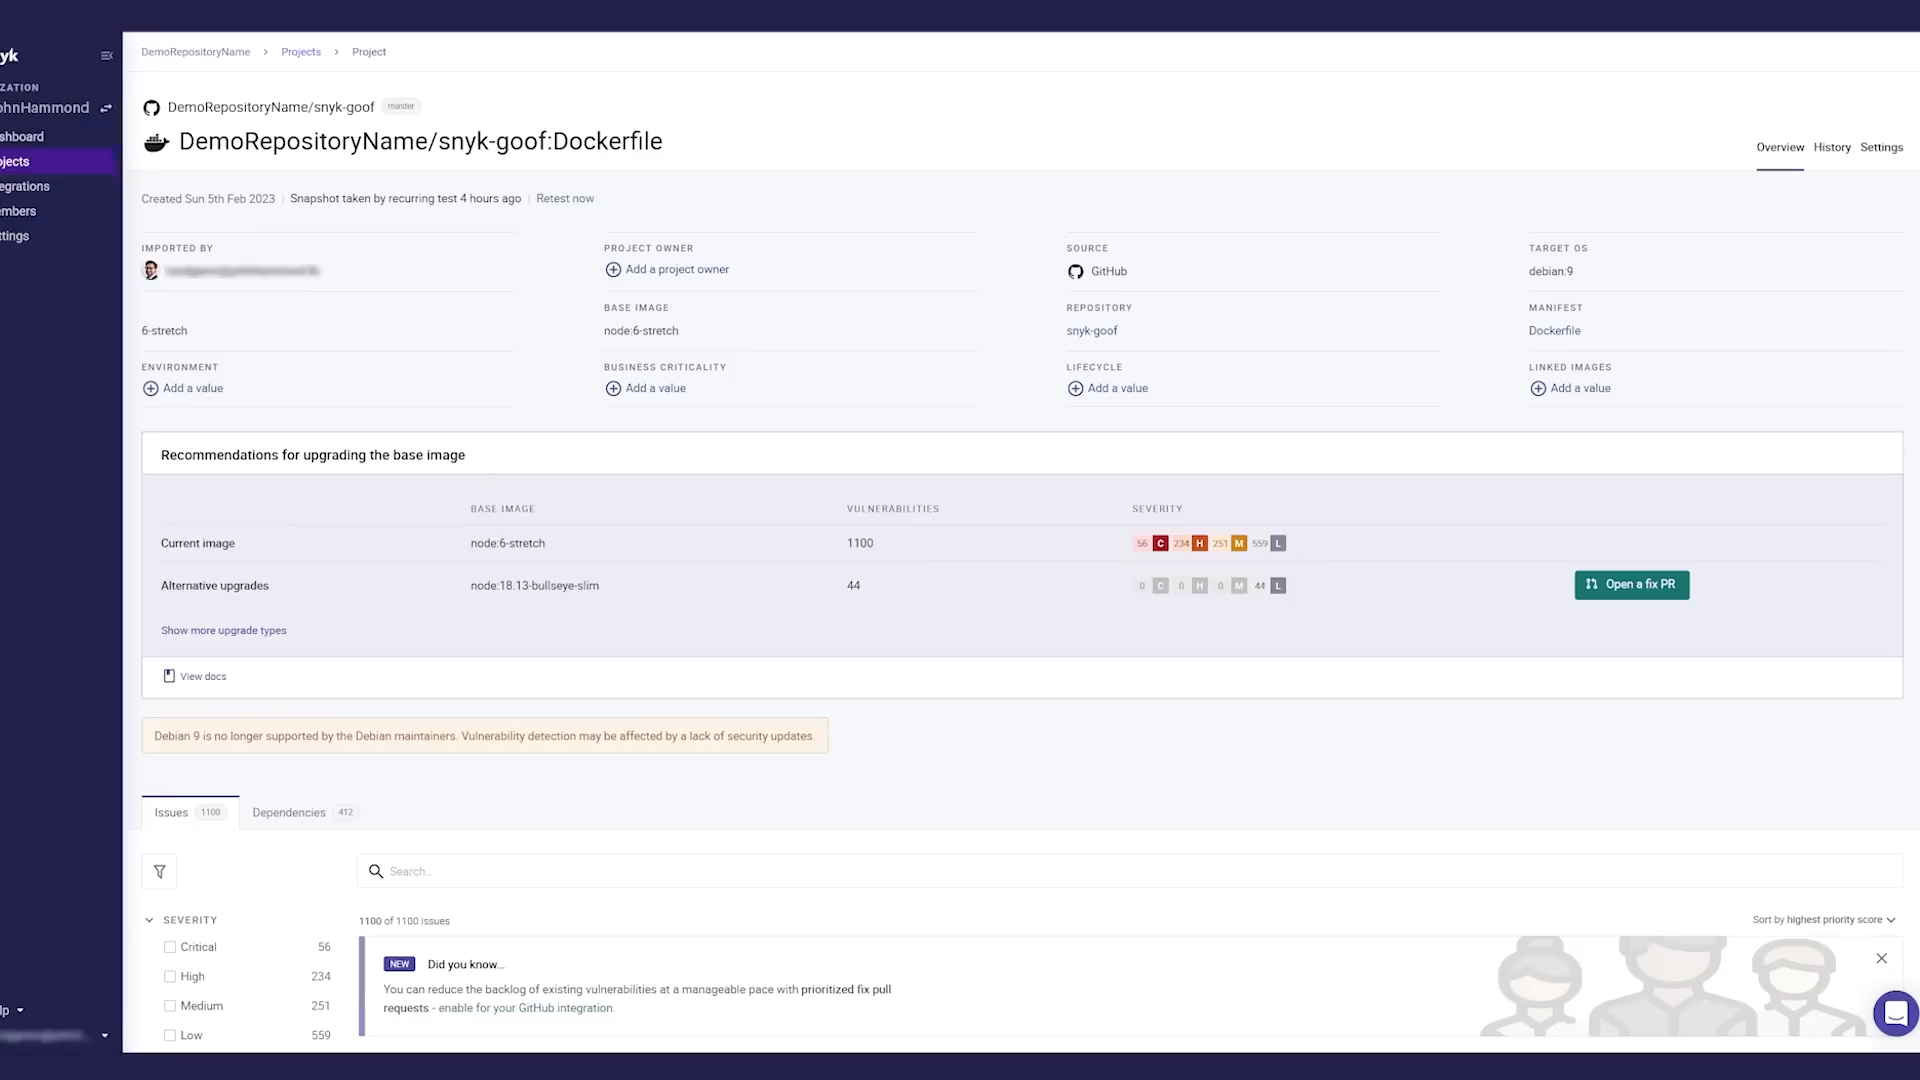 yk
DemoRepositoryName > Projects > Project
ZATION
ohnHammond
shboard
ojects
egrations
embers
ttings
DemoRepositoryName/snyk-goof master
DemoRepositoryName/snyk-goof:Dockerfile
Overview History Settings
Created Sun 5th Feb 2023 | Snapshot taken by recurring test 4 hours ago | Retest now
IMPORTED BY
PROJECT OWNER
Add a project owner
SOURCE
GitHub
TARGET OS
debian:9
6-stretch
BASE IMAGE
node:6-stretch
REPOSITORY
snyk-goof
MANIFEST
Dockerfile
ENVIRONMENT
Add a value
BUSINESS CRITICALITY
Add a value
LIFECYCLE
Add a value
LINKED IMAGES
Add a value
Recommendations for upgrading the base image
BASE IMAGE VULNERABILITIES SEVERITY
Current image node:6-stretch 1100 56 C 234 H 251 M 559 L
Alternative upgrades node:18.13-bullseye-slim 44 0 C 0 H 0 M 44 L Open a fix PR
Show more upgrade types
View docs
Debian 9 is no longer supported by the Debian maintainers. Vulnerability detection may be affected by a lack of security updates.
Issues 1100 Dependencies 412
Search...
SEVERITY
Critical 56
High 234
Medium 251
Low 559
1100 of 1100 issues
Sort by highest priority score
NEW Did you know...
You can reduce the backlog of existing vulnerabilities at a manageable pace with prioritized fix pull
requests - enable for your GitHub integration.
lp